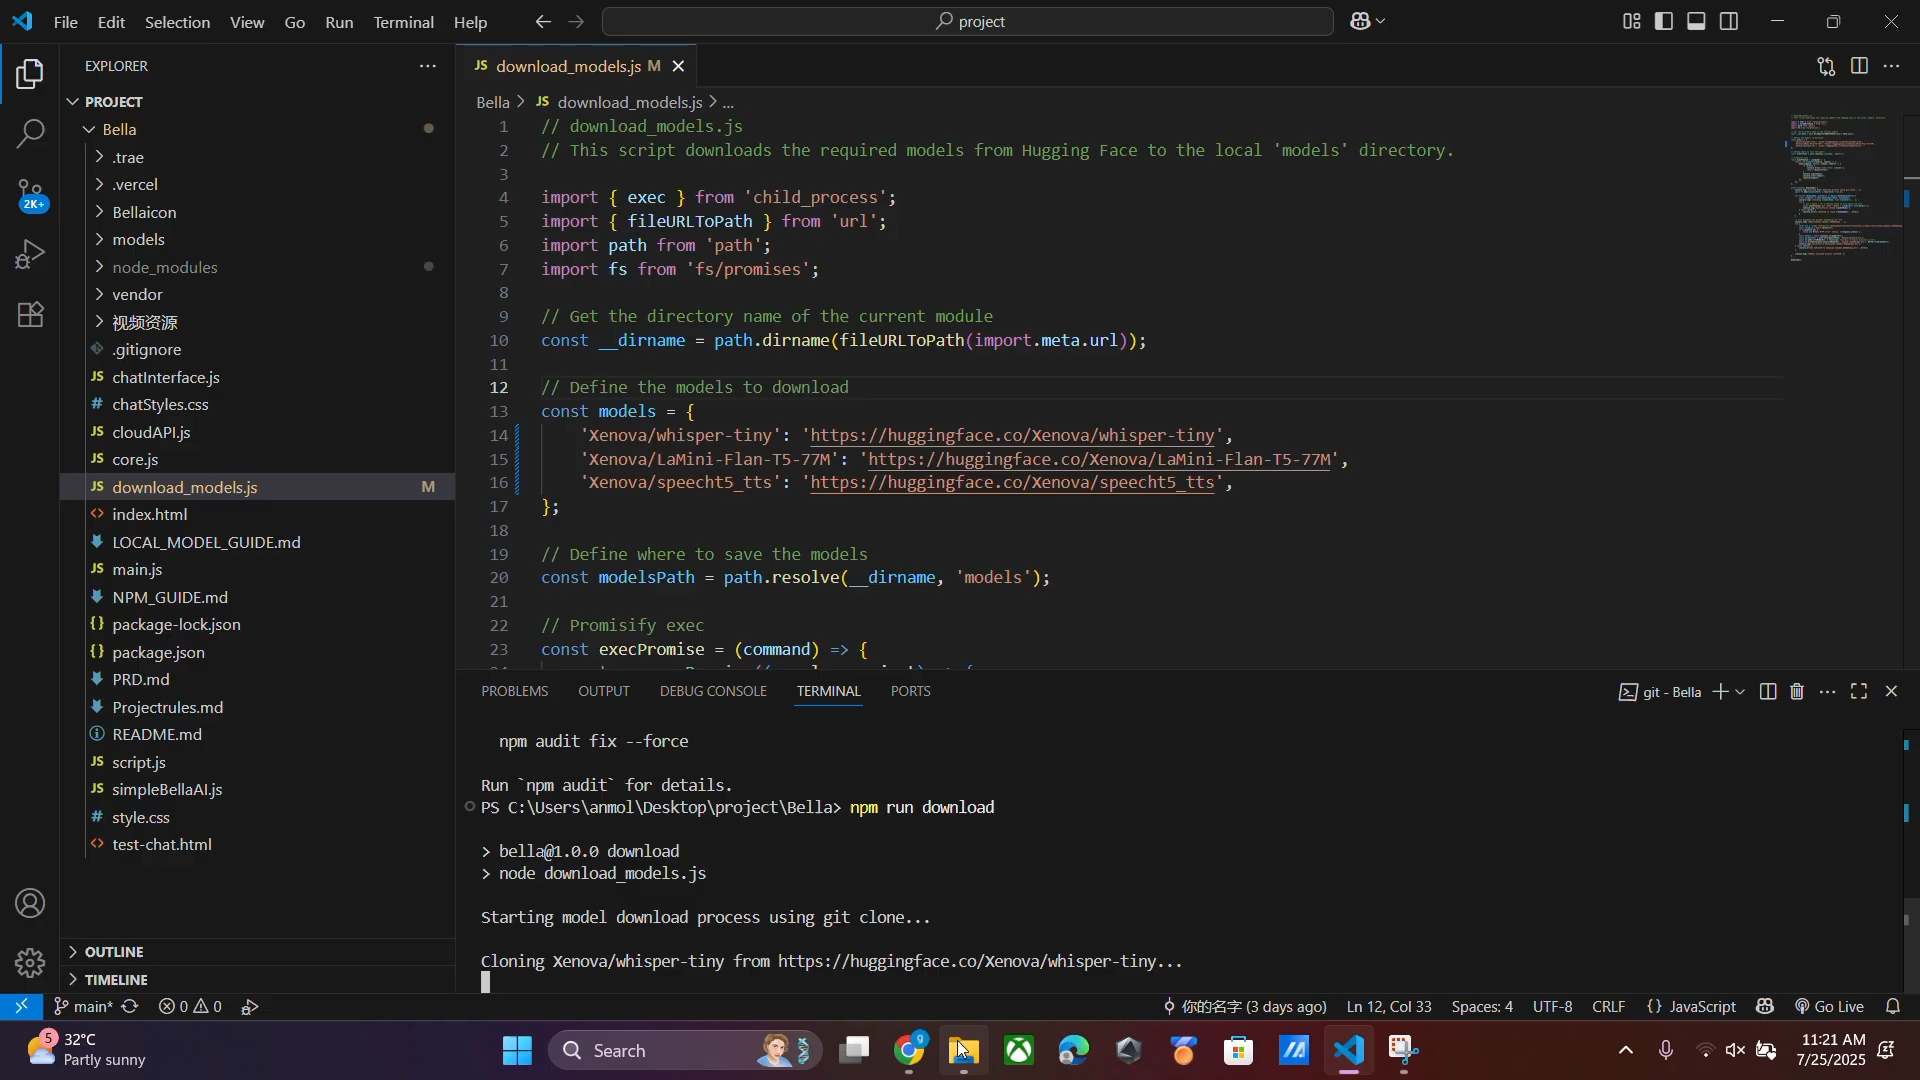 File Edit Selection View Go Run Terminal Help
project
EXPLORER
PROJECT
Bella
.trae
.vercel
Bellaicon
models
node_modules
vendor
视频资源
.gitignore
JS chatInterface.js
# chatStyles.css
JS cloudAPI.js
JS core.js
JS download_models.js M
<> index.html
LOCAL_MODEL_GUIDE.md
JS main.js
NPM_GUIDE.md
{} package-lock.json
{} package.json
PRD.md
Projectrules.md
README.md
JS script.js
JS simpleBellaAI.js
# style.css
<> test-chat.html
OUTLINE
TIMELINE
2K+
JS download_models.js M
Bella > JS download_models.js > ...
1 // download_models.js
2 // This script downloads the required models from Hugging Face to the local 'models' directory.
3
4 import { exec } from 'child_process';
5 import { fileURLToPath } from 'url';
6 import path from 'path';
7 import fs from 'fs/promises';
8
9 // Get the directory name of the current module
10 const __dirname = path.dirname(fileURLToPath(import.meta.url));
11
12 // Define the models to download
13 const models = {
14 'Xenova/whisper-tiny': 'https://huggingface.co/Xenova/whisper-tiny',
15 'Xenova/LaMini-Flan-T5-77M': 'https://huggingface.co/Xenova/LaMini-Flan-T5-77M',
16 'Xenova/speecht5_tts': 'https://huggingface.co/Xenova/speecht5_tts',
17 };
18
19 // Define where to save the models
20 const modelsPath = path.resolve(__dirname, 'models');
21
22 // Promisify exec
23 const execPromise = (command) => {
PROBLEMS OUTPUT DEBUG CONSOLE TERMINAL PORTS
git - Bella
npm audit fix --force
Run `npm audit` for details.
PS C:\Users\anmol\Desktop\project\Bella> npm run download
> bella@1.0.0 download
> node download_models.js
Starting model download process using git clone...
Cloning Xenova/whisper-tiny from https://huggingface.co/Xenova/whisper-tiny...
main* 0 0
你的名字 (3 days ago) Ln 12, Col 33 Spaces: 4 UTF-8 CRLF {} JavaScript Go Live
5
32°C
Partly sunny
Search
11:21 AM
7/25/2025